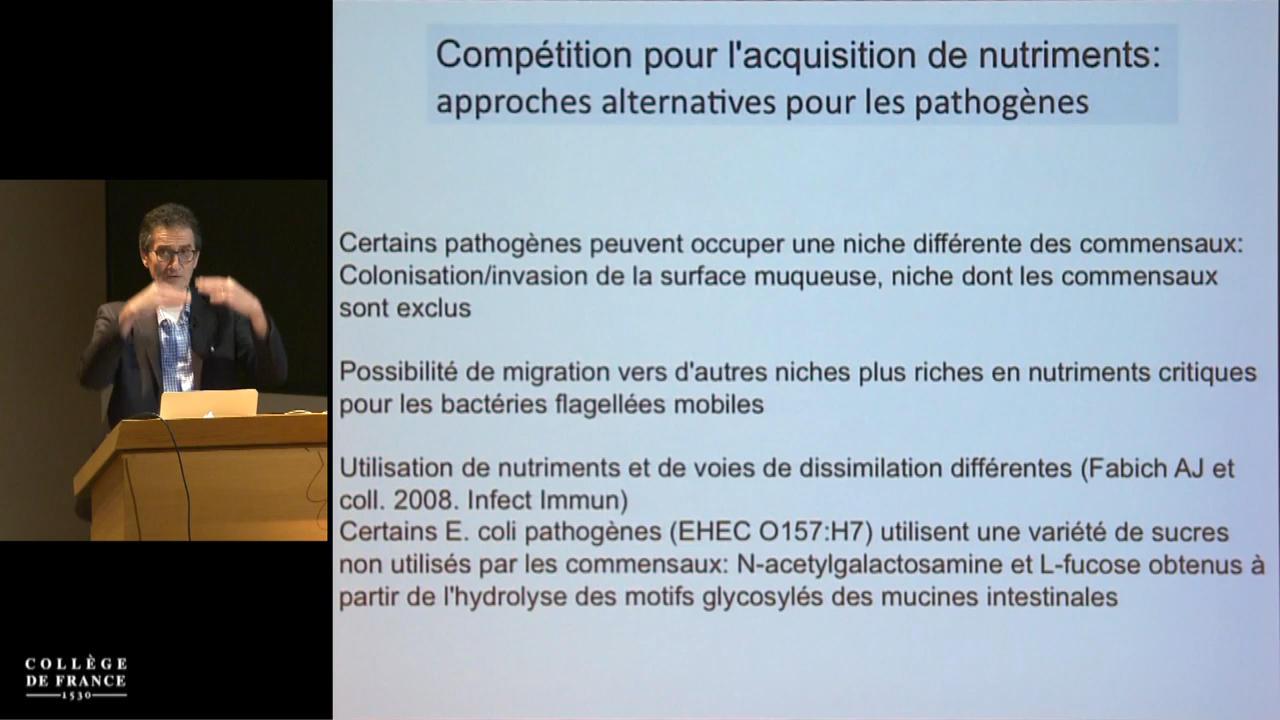 Compétition pour l'acquisition de nutriments:
approches alternatives pour les pathogènes
Certains pathogènes peuvent occuper une niche différente des commensaux:
Colonisation/invasion de la surface muqueuse, niche dont les commensaux
sont exclus
Possibilité de migration vers d'autres niches plus riches en nutriments critiques
pour les bactéries flagellées mobiles
Utilisation de nutriments et de voies de dissimilation différentes (Fabich AJ et
coll. 2008. Infect Immun)
Certains E. coli pathogènes (EHEC O157:H7) utilisent une variété de sucres
non utilisés par les commensaux: N-acetylgalactosamine et L-fucose obtenus à
partir de l'hydrolyse des motifs glycosylés des mucines intestinales
COLLÈGE
DE FRANCE
1530